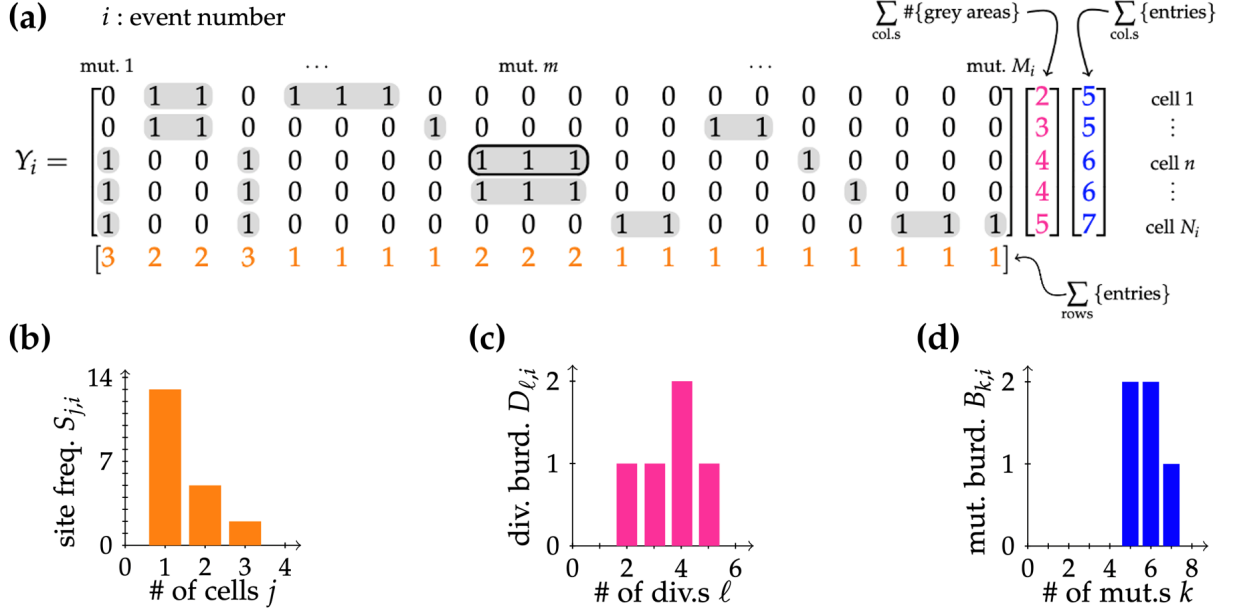 (a) i : event number
∑ col.s #{grey areas}
∑ col.s {entries}
mut. 1 ⋯ mut. m ⋯ mut. M_i
0 1 1 0 1 1 1 0 0 0 0 0 0 0 0 0 0 0 0 0 2 5 cell 1
0 1 1 0 0 0 0 1 0 0 0 0 0 1 1 0 0 0 0 0 3 5 ⋮
Y_i = 1 0 0 1 0 0 0 0 1 1 1 0 0 0 0 1 0 0 0 0 4 6 cell n
1 0 0 1 0 0 0 0 1 1 1 0 0 0 0 0 1 0 0 0 4 6 ⋮
1 0 0 1 0 0 0 0 0 0 0 1 1 0 0 0 0 1 1 1 5 7 cell N_i
[3 2 2 3 1 1 1 1 2 2 2 1 1 1 1 1 1 1 1 1]
∑ rows {entries}
(b)
site freq. S_{j,i}
14
7
0
0 1 2 3 4
# of cells j
(c)
div. burd. D_{ℓ,i}
2
1
0
0 2 4 6
# of div.s ℓ
(d)
mut. burd. B_{k,i}
2
1
0
0 2 4 6 8
# of mut.s k